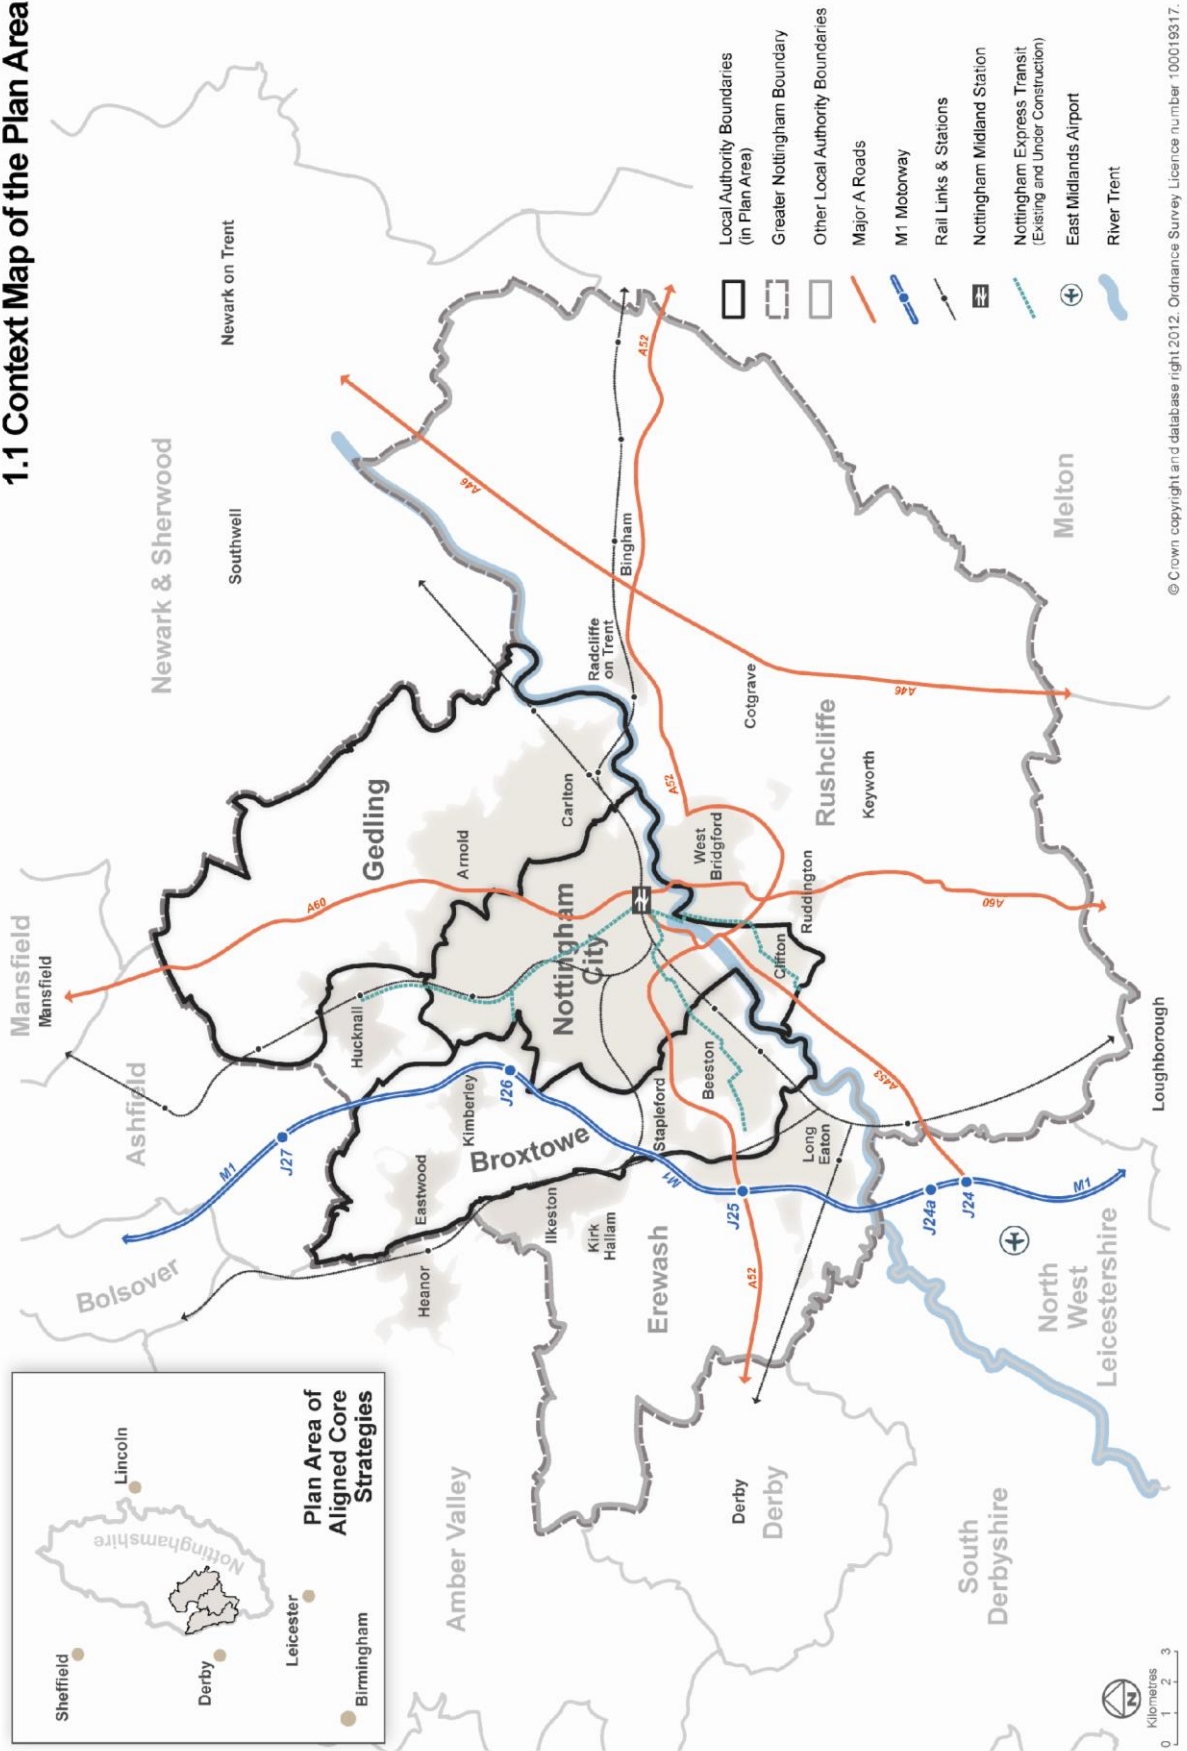 1.1 Context Map of the Plan Area
Sheffield
Lincoln
Nottinghamshire
Derby
Leicester
Birmingham
Plan Area of
Aligned Core
Strategies
Mansfield
Mansfield
Ashfield
Bolsover
Newark & Sherwood
Newark on Trent
Southwell
Gedling
Hucknall
Arnold
Carlton
Nottingham
City
Eastwood
Kimberley
Broxtowe
Heanor
Ilkeston
Kirk
Hallam
Stapleford
Beeston
Erewash
Long
Eaton
Amber Valley
Derby
Derby
South
Derbyshire
North
West
Leicestershire
Loughborough
Clifton
Ruddington
West
Bridgford
Radcliffe
on Trent
Bingham
Cotgrave
Rushcliffe
Keyworth
Melton
M1
J27
J26
M1
J25
J24a
J24
M1
A60
A60
A52
A52
A52
A46
A46
A453
Local Authority Boundaries
(in Plan Area)
Greater Nottingham Boundary
Other Local Authority Boundaries
Major A Roads
M1 Motorway
Rail Links & Stations
Nottingham Midland Station
Nottingham Express Transit
(Existing and Under Construction)
East Midlands Airport
River Trent
N
Kilometres
0 1 2 3
© Crown copyright and database right 2012. Ordnance Survey Licence number 100019317.